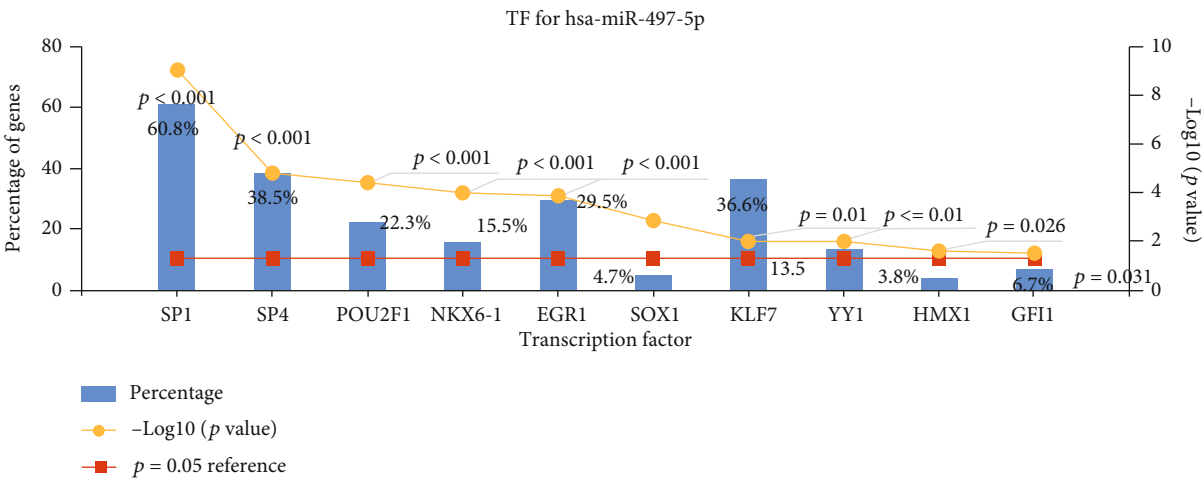 TF for hsa-miR-497-5p
Percentage of genes
80
60
40
20
0
10
8
6
4
2
0
–Log10 (p value)
p < 0.001
60.8%
p < 0.001
38.5%
p < 0.001
22.3%
p < 0.001
15.5%
p < 0.001
29.5%
4.7%
36.6%
p = 0.01
13.5
p <= 0.01
3.8%
p = 0.026
6.7%
p = 0.031
SP1 SP4 POU2F1 NKX6-1 EGR1 SOX1 KLF7 YY1 HMX1 GFI1
Transcription factor
Percentage
–Log10 (p value)
p = 0.05 reference